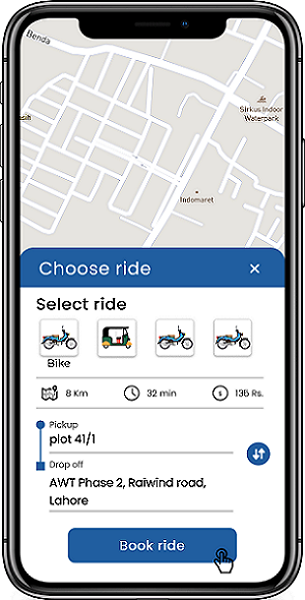 Benda
Sirkus Indoor
Waterpark
Indomaret
Choose ride
Select ride
Bike
8 Km
32 min
$
135 Rs.
Pickup
plot 41/1
Drop off
AWT Phase 2, Raiwind road,
Lahore
Book ride